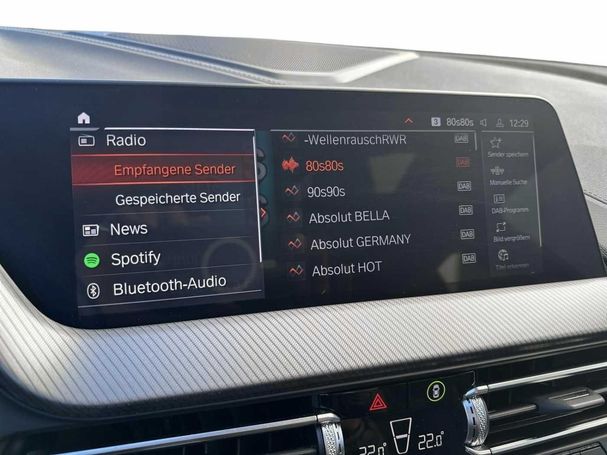 3 80s80s 12:29
Radio
Empfangene Sender
Gespeicherte Sender
News
Spotify
Bluetooth-Audio
-WellenrauschRWR DAB
80s80s DAB
90s90s DAB
Absolut BELLA DAB
Absolut GERMANY DAB
Absolut HOT DAB
Sender speichern
Manuelle Suche
DAB-Programm
Bild vergrößern
Titel erkennen
22.0 22.0